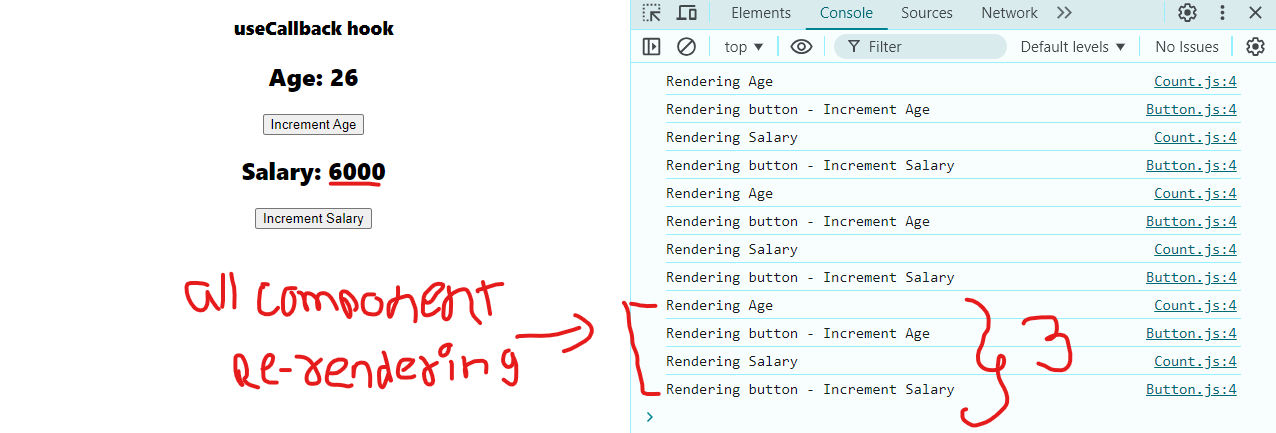 useCallback hook
Age: 26
Increment Age
Salary: 6000
Increment Salary
all component
Re-rendering
Elements Console Sources Network
top ▼ Filter Default levels ▼ No Issues
Rendering Age Count.js:4
Rendering button - Increment Age Button.js:4
Rendering Salary Count.js:4
Rendering button - Increment Salary Button.js:4
Rendering Age Count.js:4
Rendering button - Increment Age Button.js:4
Rendering Salary Count.js:4
Rendering button - Increment Salary Button.js:4
Rendering Age Count.js:4
Rendering button - Increment Age Button.js:4
Rendering Salary Count.js:4
Rendering button - Increment Salary Button.js:4
3